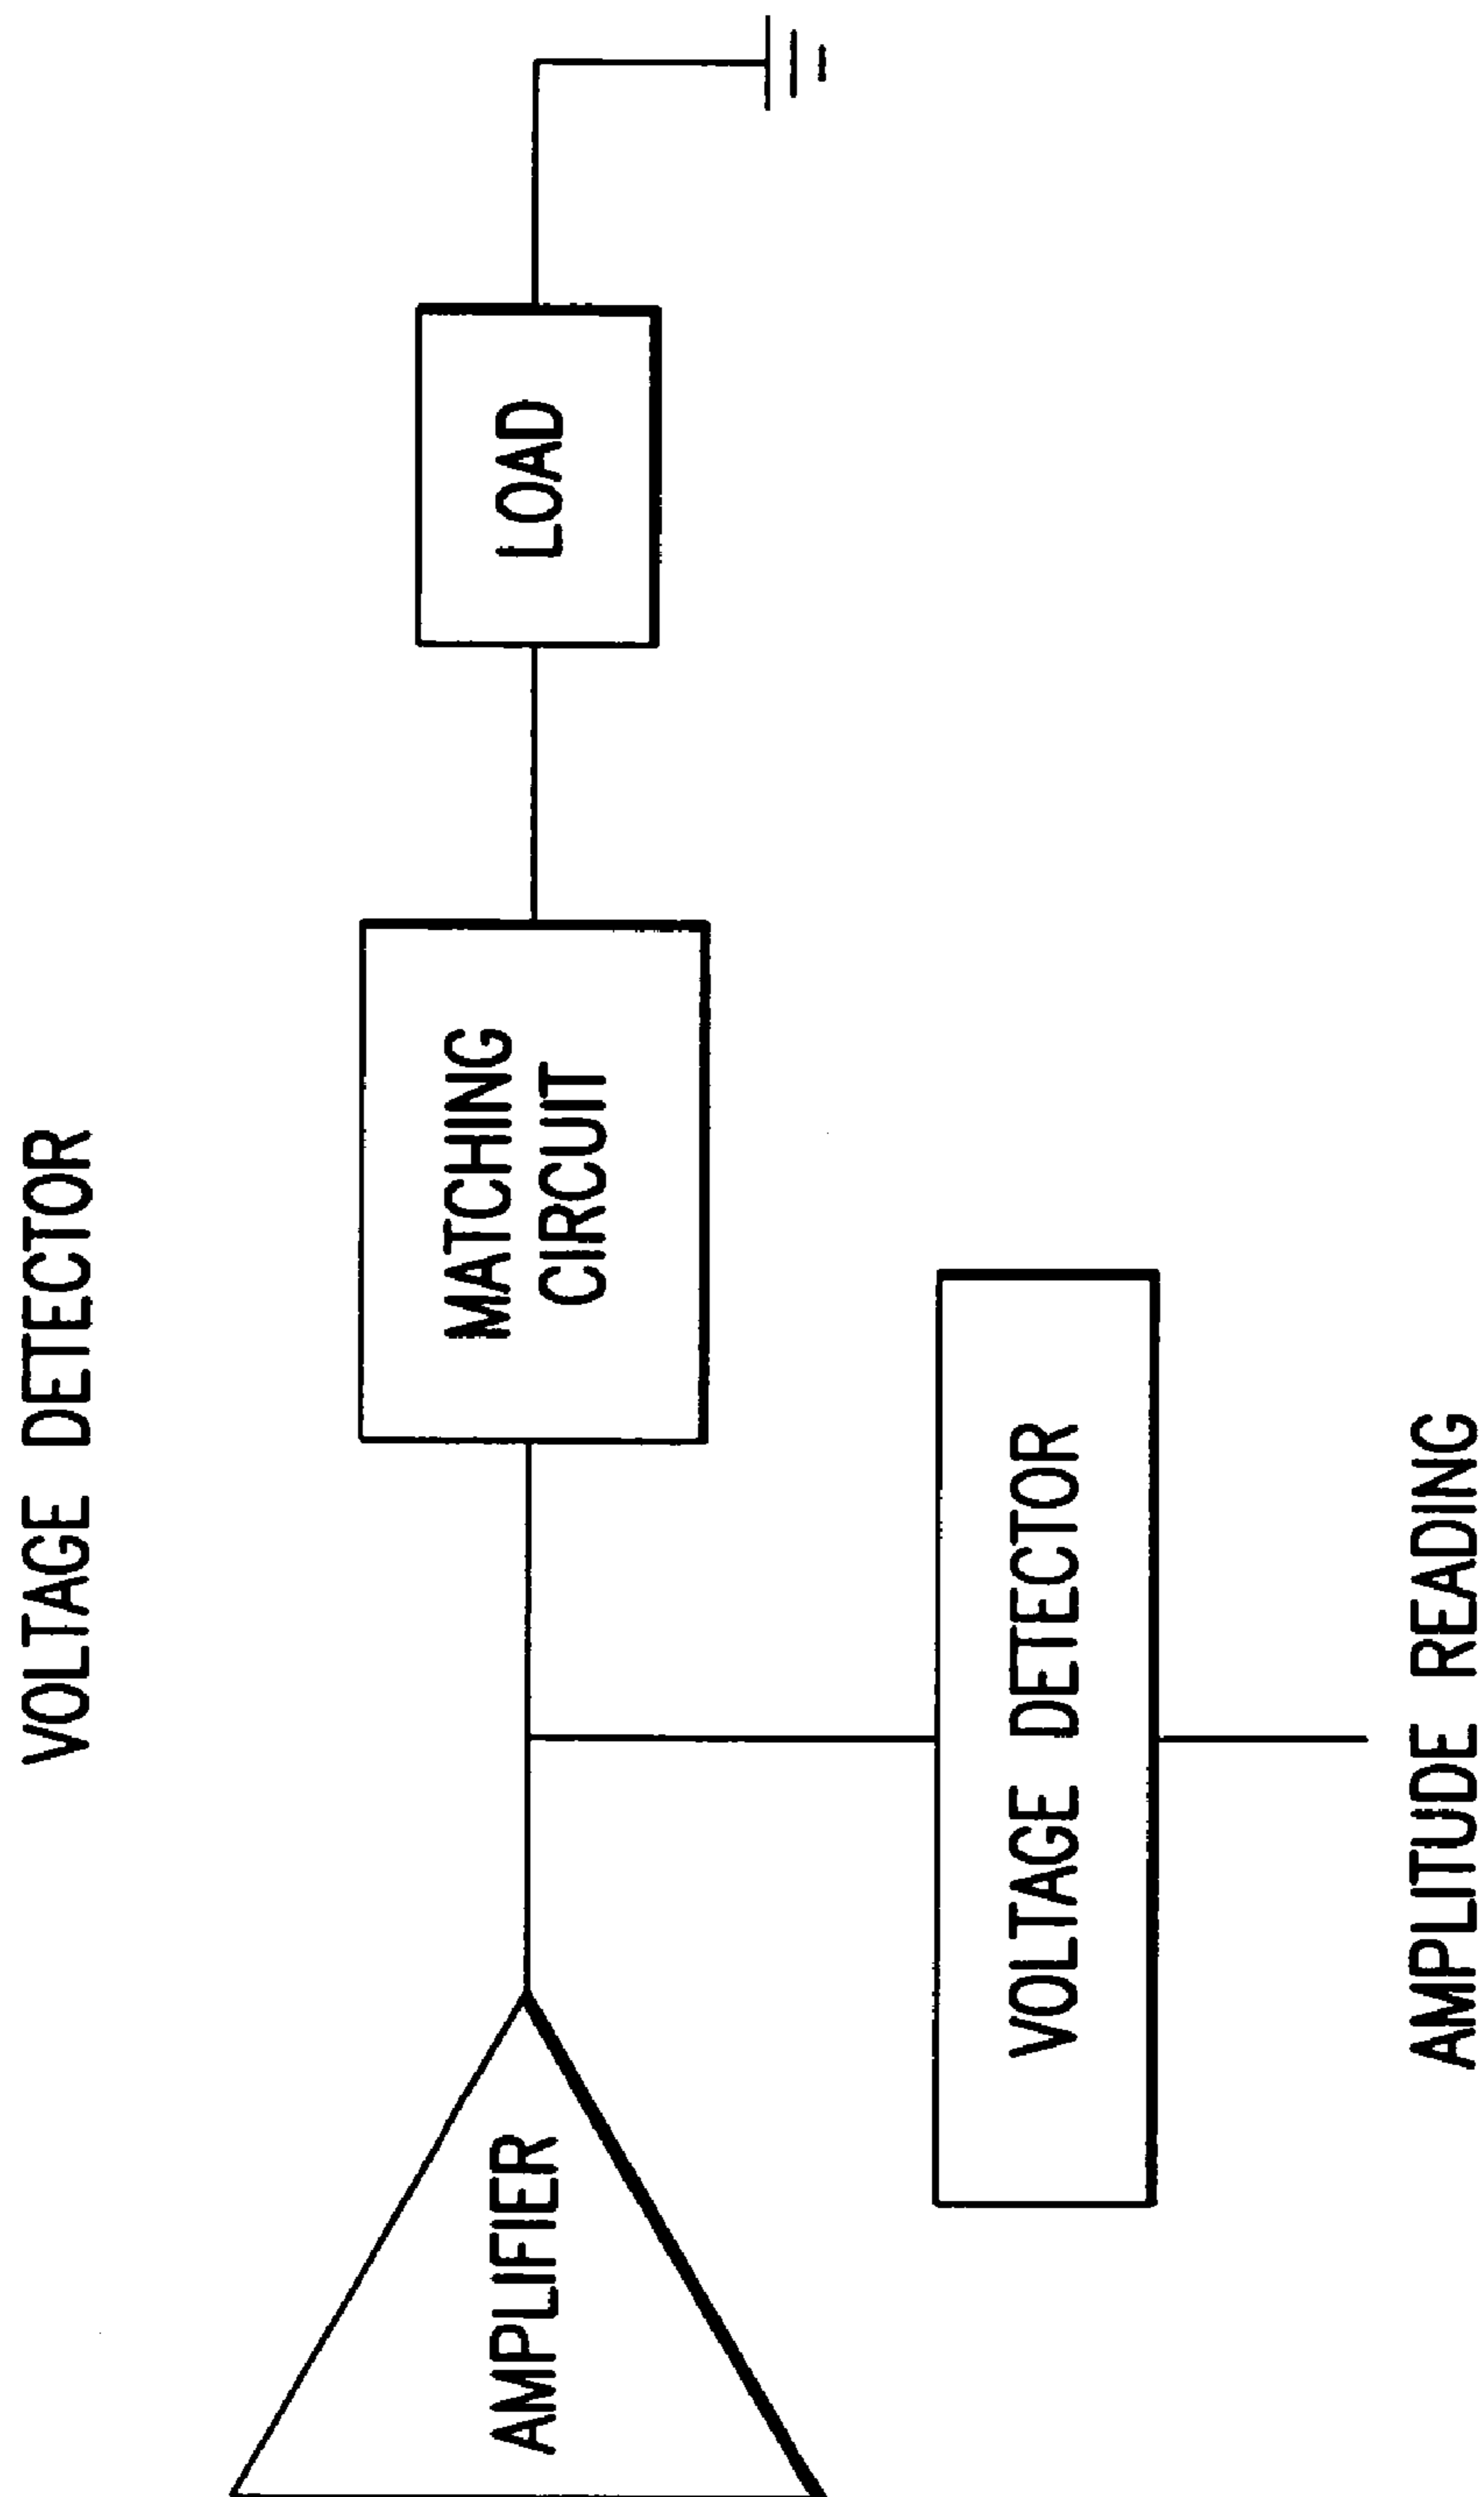 VOLTAGE DETECTOR
AMPLIFIER
MATCHING
CIRCUIT
LOAD
VOLTAGE DETECTOR
AMPLITUDE READING